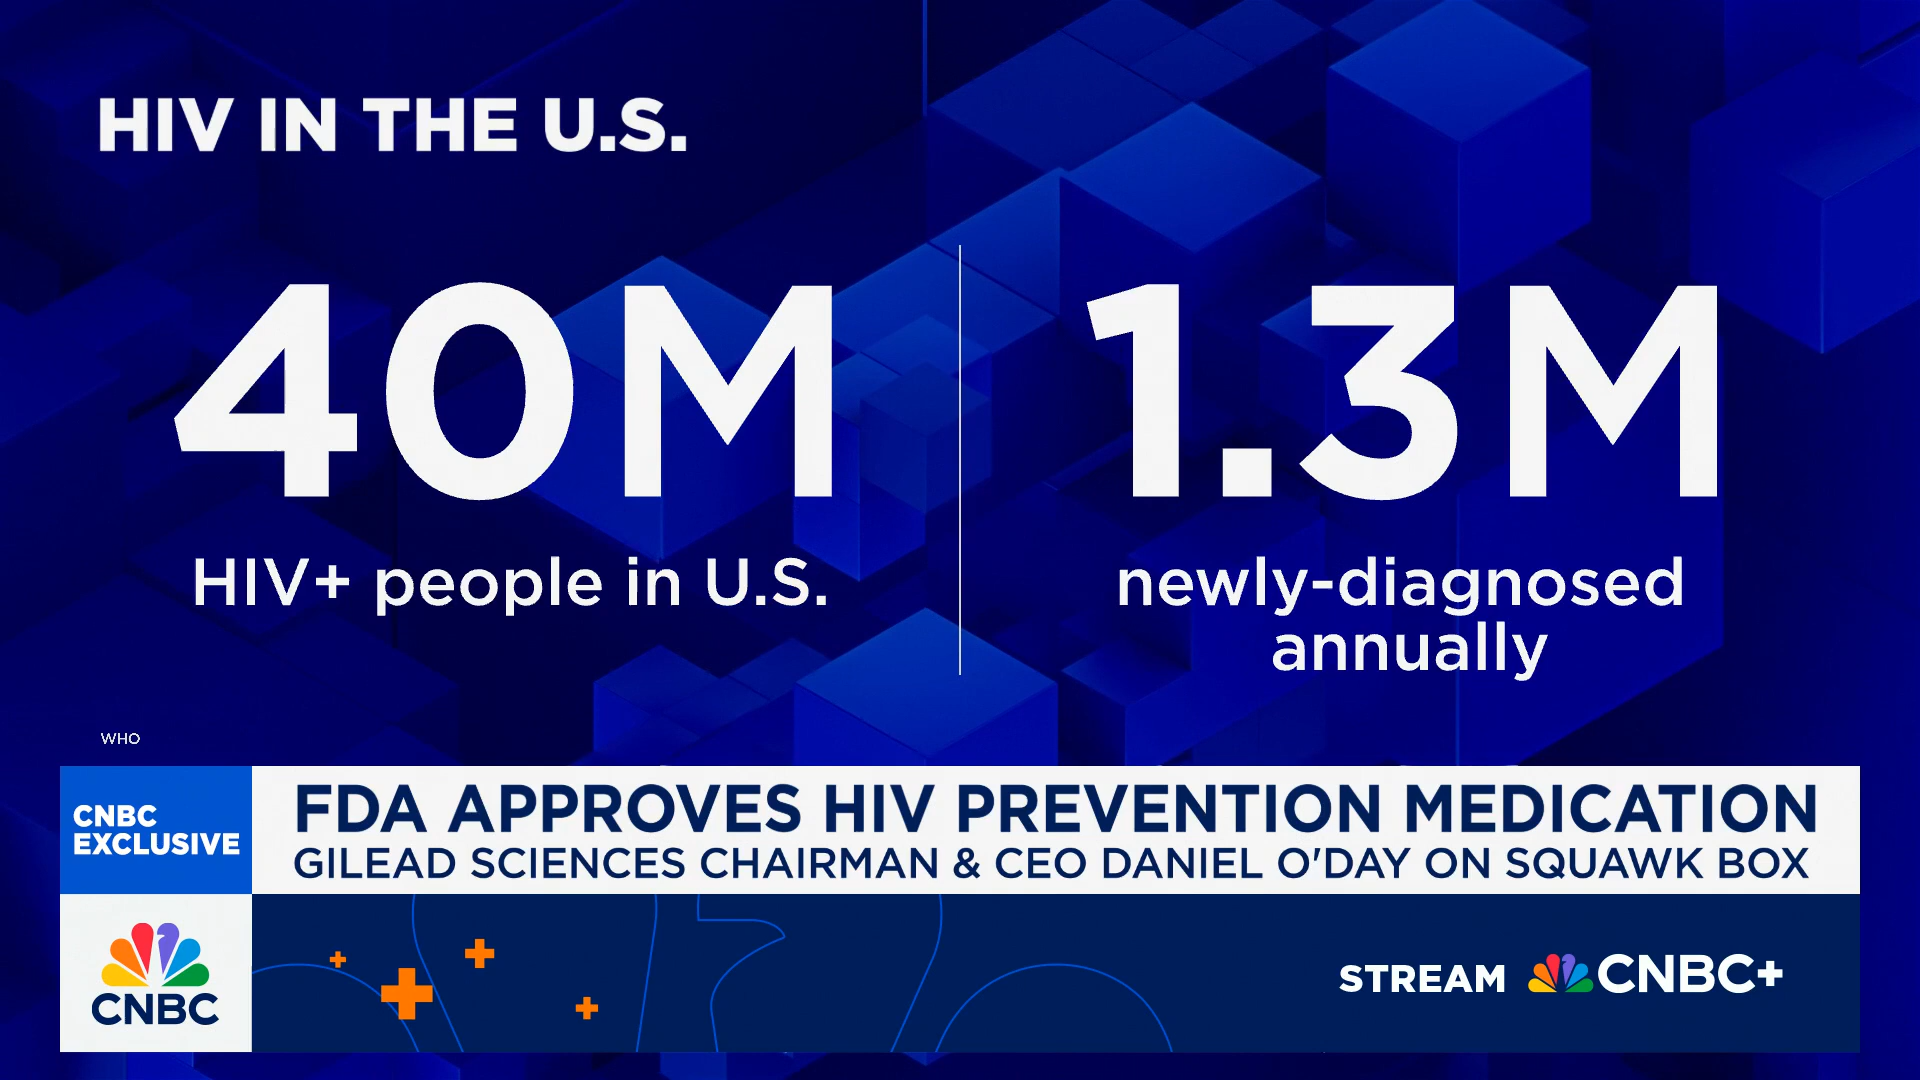 HIV IN THE U.S.
40M
HIV+ people in U.S.
1.3M
newly-diagnosed
annually
WHO
CNBC
EXCLUSIVE
FDA APPROVES HIV PREVENTION MEDICATION
GILEAD SCIENCES CHAIRMAN & CEO DANIEL O'DAY ON SQUAWK BOX
CNBC
STREAM CNBC+